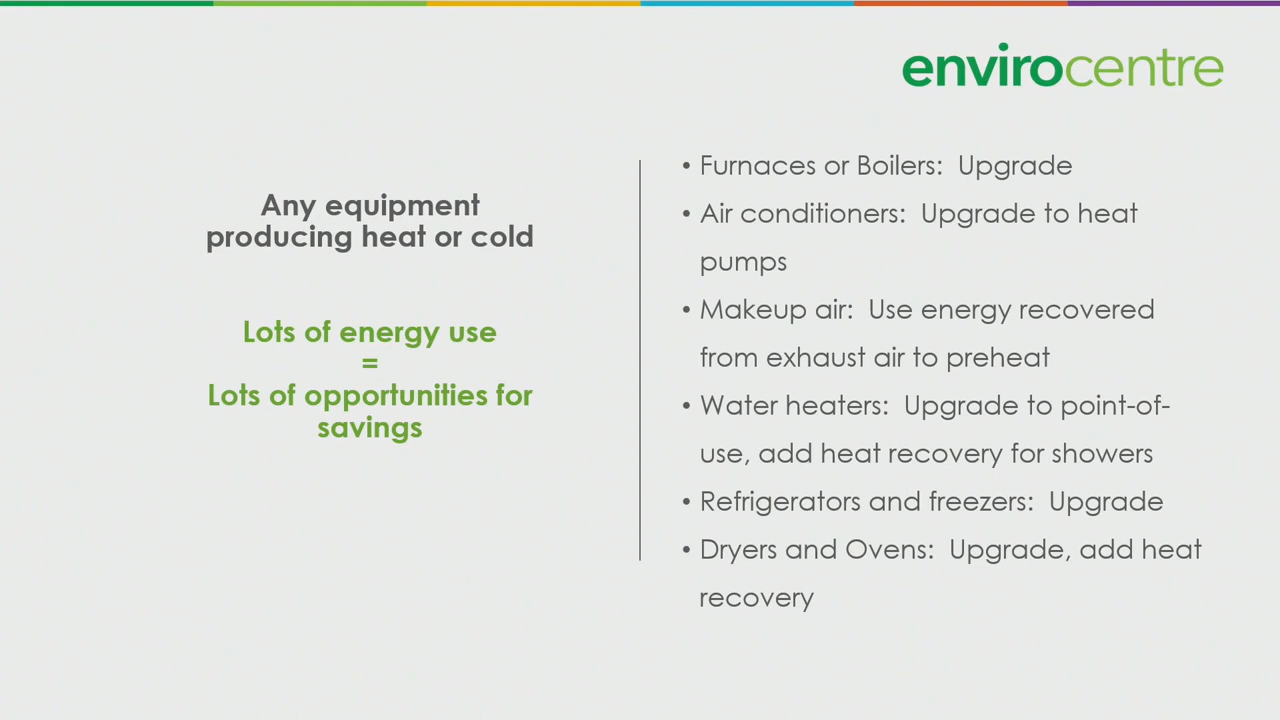 envirocentre
Any equipment
producing heat or cold
Lots of energy use
=
Lots of opportunities for
savings
• Furnaces or Boilers:  Upgrade
• Air conditioners:  Upgrade to heat
pumps
• Makeup air:  Use energy recovered
from exhaust air to preheat
• Water heaters:  Upgrade to point-of-
use, add heat recovery for showers
• Refrigerators and freezers:  Upgrade
• Dryers and Ovens:  Upgrade, add heat
recovery